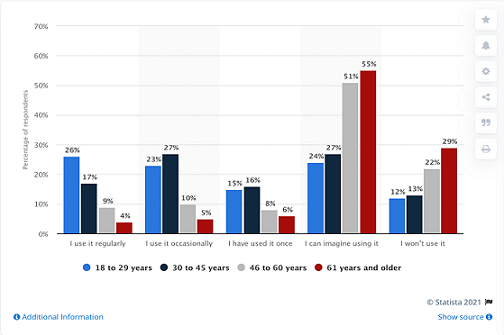 70%
60%
50%
40%
30%
20%
10%
0%
Percentage of respondents
26%
17%
9%
4%
23%
27%
10%
5%
15%
16%
8%
6%
24%
27%
51%
55%
12%
13%
22%
29%
I use it regularly
I use it occasionally
I have used it once
I can imagine using it
I won't use it
18 to 29 years
30 to 45 years
46 to 60 years
61 years and older
© Statista 2021
Additional Information
Show source